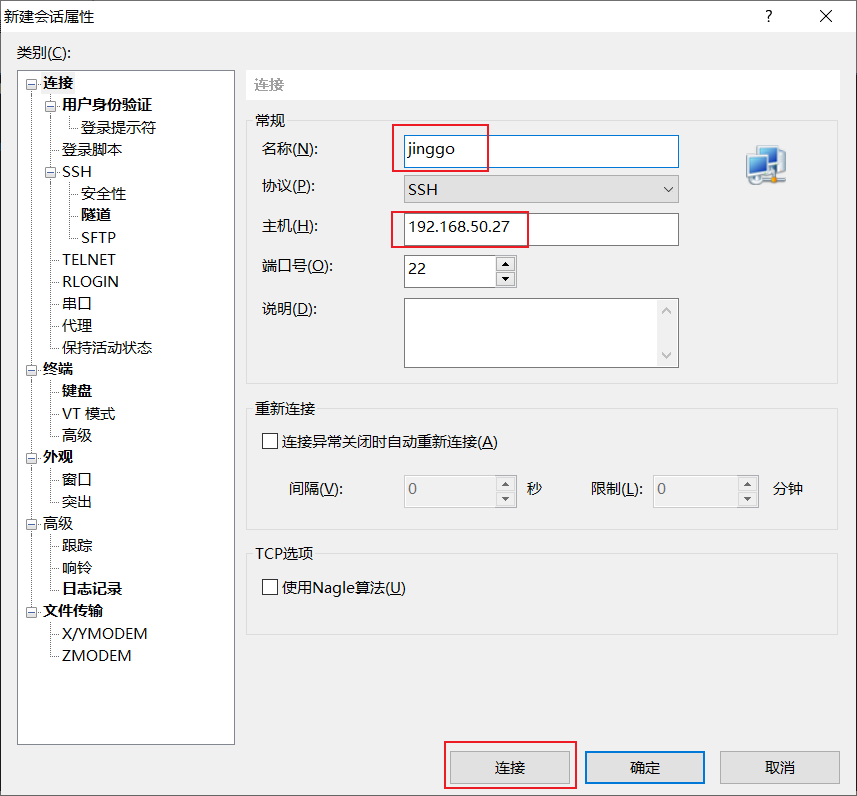 新建会话属性
?
类别(C):
连接
用户身份验证
登录提示符
登录脚本
SSH
安全性
隧道
SFTP
TELNET
RLOGIN
串口
代理
保持活动状态
终端
键盘
VT 模式
高级
外观
窗口
突出
高级
跟踪
响铃
日志记录
文件传输
X/YMODEM
ZMODEM
连接
常规
名称(N): jinggo
协议(P): SSH
主机(H): 192.168.50.27
端口号(O): 22
说明(D):
重新连接
连接异常关闭时自动重新连接(A)
间隔(V): 0 秒 限制(L): 0 分钟
TCP选项
使用Nagle算法(U)
连接 确定 取消